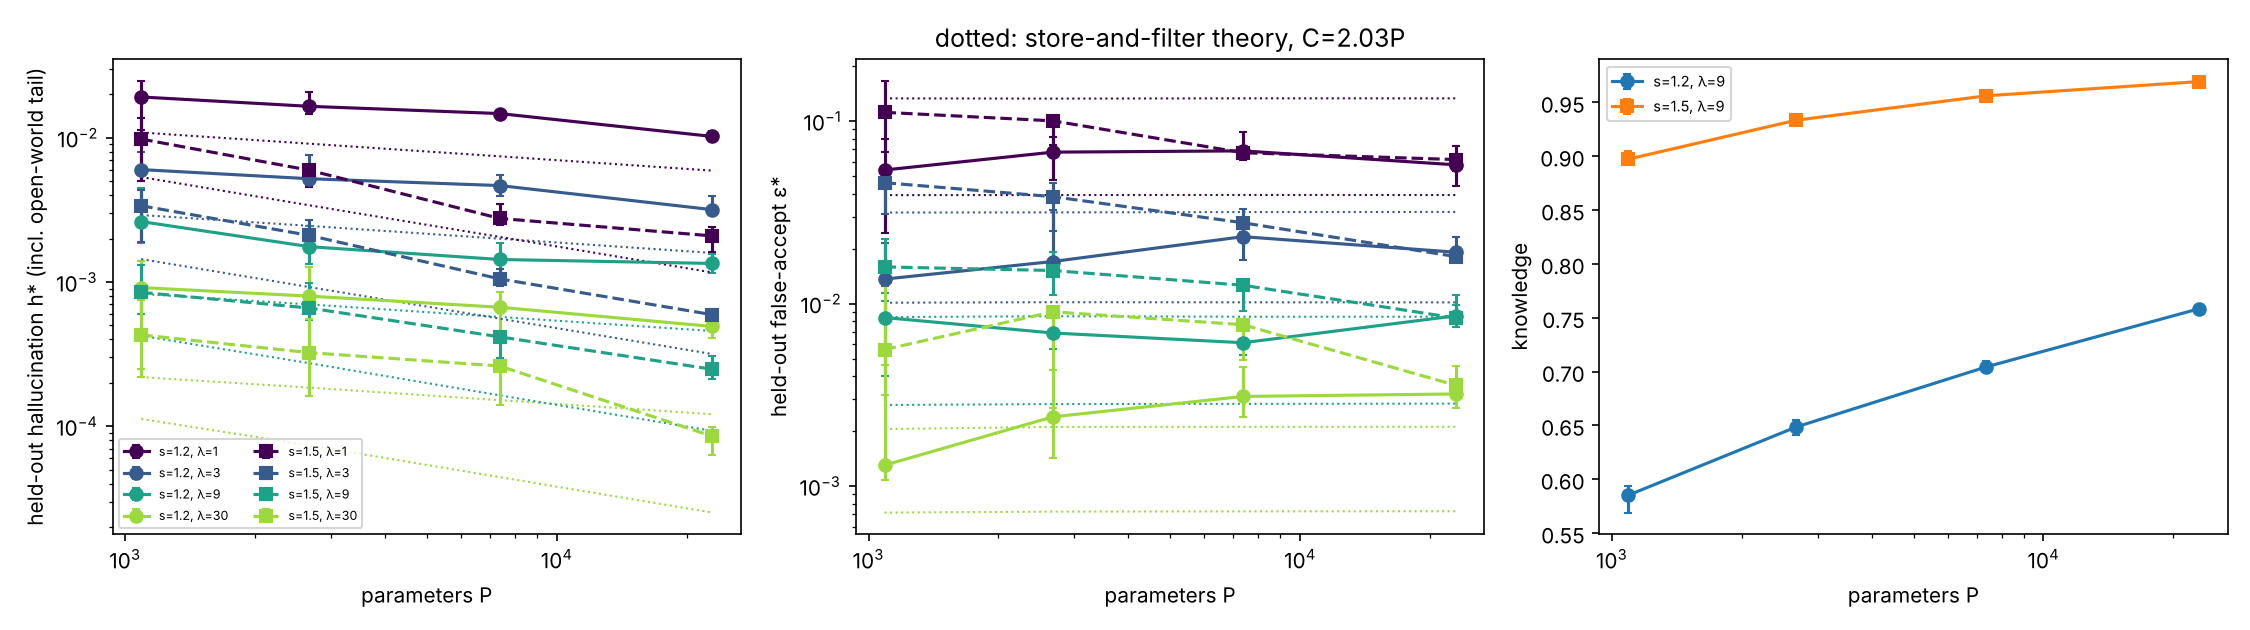 dotted: store-and-filter theory, C=2.03P
held-out hallucination h* (incl. open-world tail)
10⁻²
10⁻³
10⁻⁴
s=1.2, λ=1
s=1.2, λ=3
s=1.2, λ=9
s=1.2, λ=30
s=1.5, λ=1
s=1.5, λ=3
s=1.5, λ=9
s=1.5, λ=30
10³
10⁴
parameters P
held-out false-accept ε*
10⁻¹
10⁻²
10⁻³
10³
10⁴
parameters P
knowledge
0.95
0.90
0.85
0.80
0.75
0.70
0.65
0.60
0.55
s=1.2, λ=9
s=1.5, λ=9
10³
10⁴
parameters P